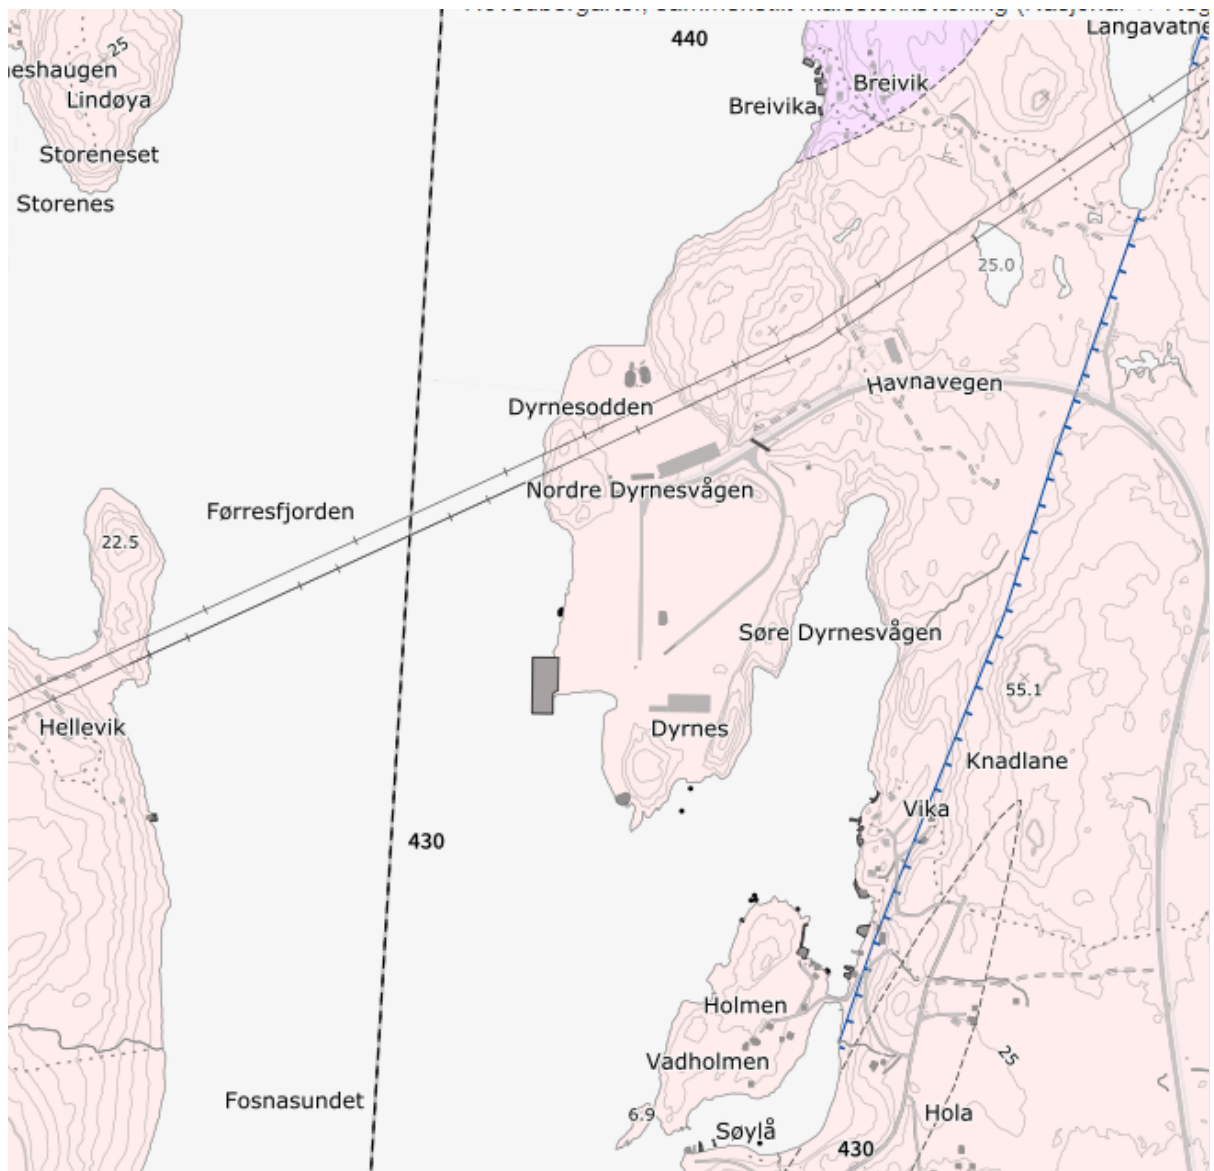 440
Langavatne
25
eshaugen
Lindøya
Breivik
Breivika
Storeneset
Storenes
25.0
Havnavegen
Dyrnesodden
Nordre Dyrnesvågen
Førresfjorden
22.5
Søre Dyrnesvågen
55.1
Hellevik
Dyrnes
Knadlane
Vika
430
Holmen
Vadholmen
25
Fosnasundet
6.9
Søylå
Hola
430